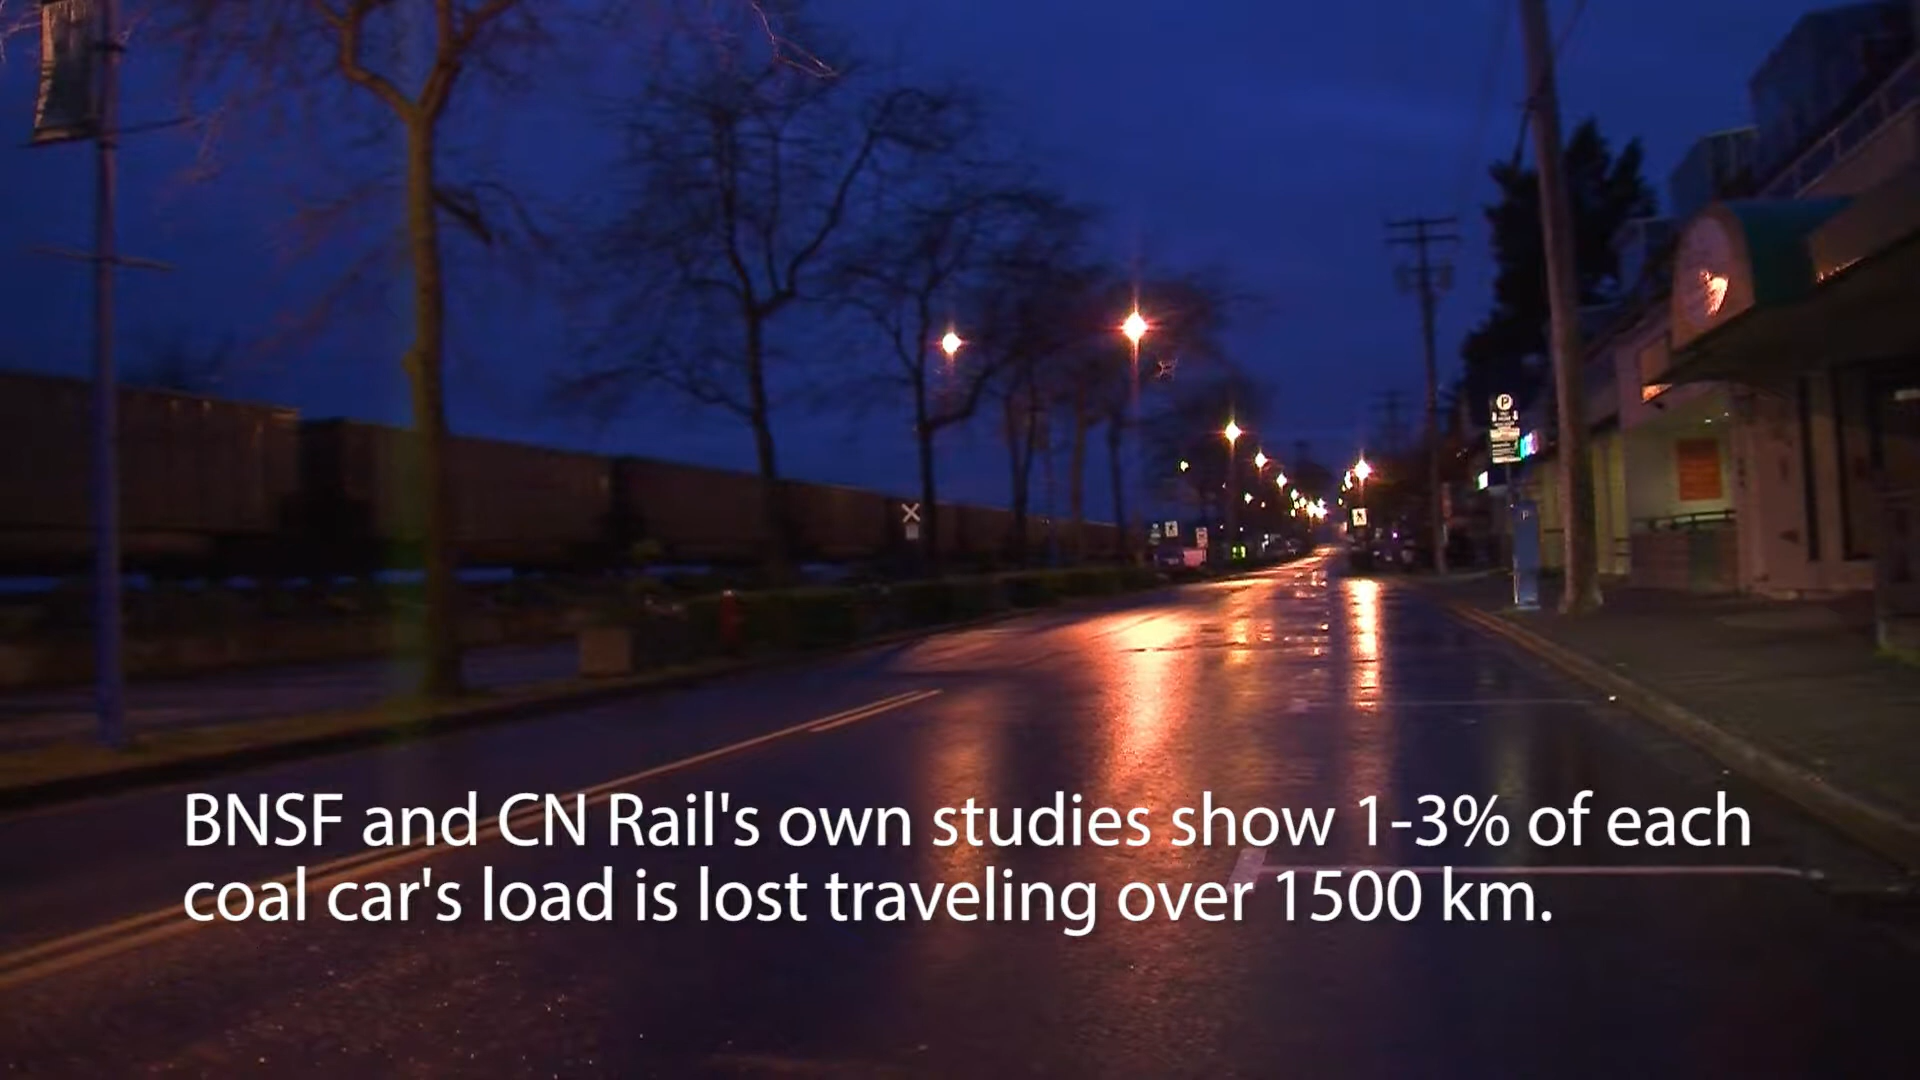 P
BNSF and CN Rail's own studies show 1-3% of each
coal car's load is lost traveling over 1500 km.